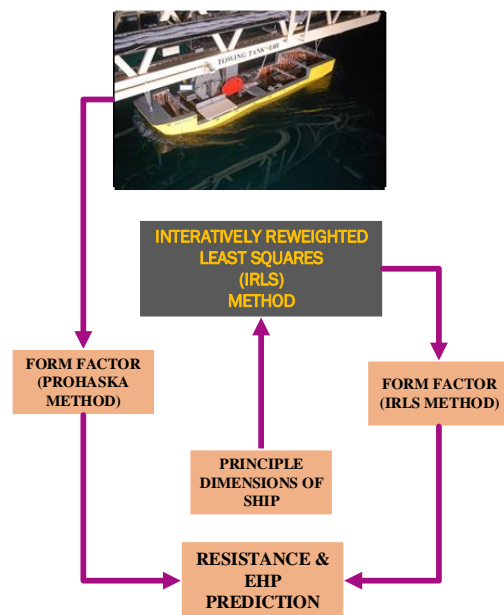 TOWING TANK-LHI
INTERATIVELY REWEIGHTED
LEAST SQUARES
(IRLS)
METHOD
FORM FACTOR
(PROHASKA
METHOD)
FORM FACTOR
(IRLS METHOD)
PRINCIPLE
DIMENSIONS OF
SHIP
RESISTANCE &
EHP
PREDICTION